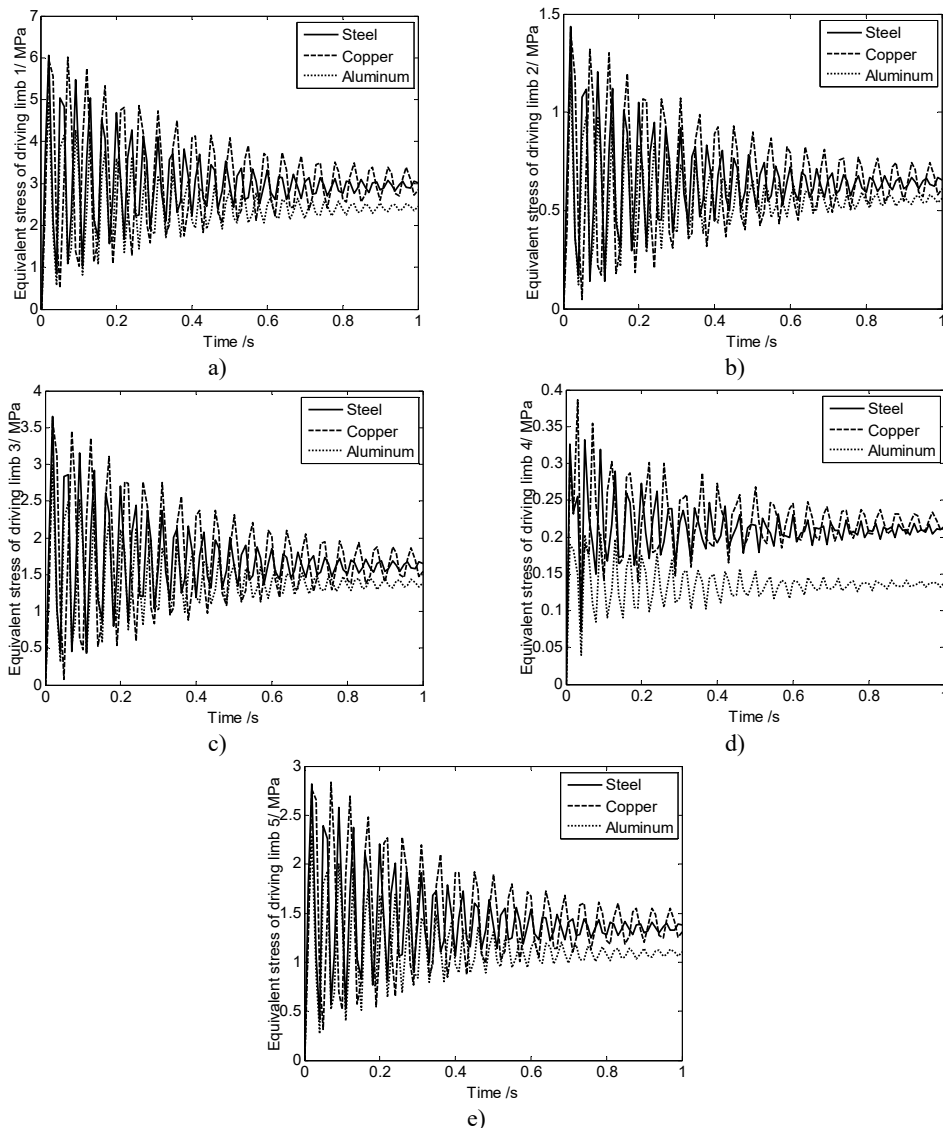 7
6
5
4
3
2
1
0
0 0.2 0.4 0.6 0.8 1
Equivalent stress of driving limb 1/ MPa
Time /s
Steel
Copper
Aluminum
a)
1.5
1
0.5
0
0 0.2 0.4 0.6 0.8 1
Equivalent stress of driving limb 2/ MPa
Time /s
Steel
Copper
Aluminum
b)
4
3.5
3
2.5
2
1.5
1
0.5
0
0 0.2 0.4 0.6 0.8 1
Equivalent stress of driving limb 3/ MPa
Time /s
Steel
Copper
Aluminum
c)
0.4
0.35
0.3
0.25
0.2
0.15
0.1
0.05
0
0 0.2 0.4 0.6 0.8 1
Equivalent stress of driving limb 4/ MPa
Time /s
Steel
Copper
Aluminum
d)
3
2.5
2
1.5
1
0.5
0
0 0.2 0.4 0.6 0.8 1
Equivalent stress of driving limb 5/ MPa
Time /s
Steel
Copper
Aluminum
e)